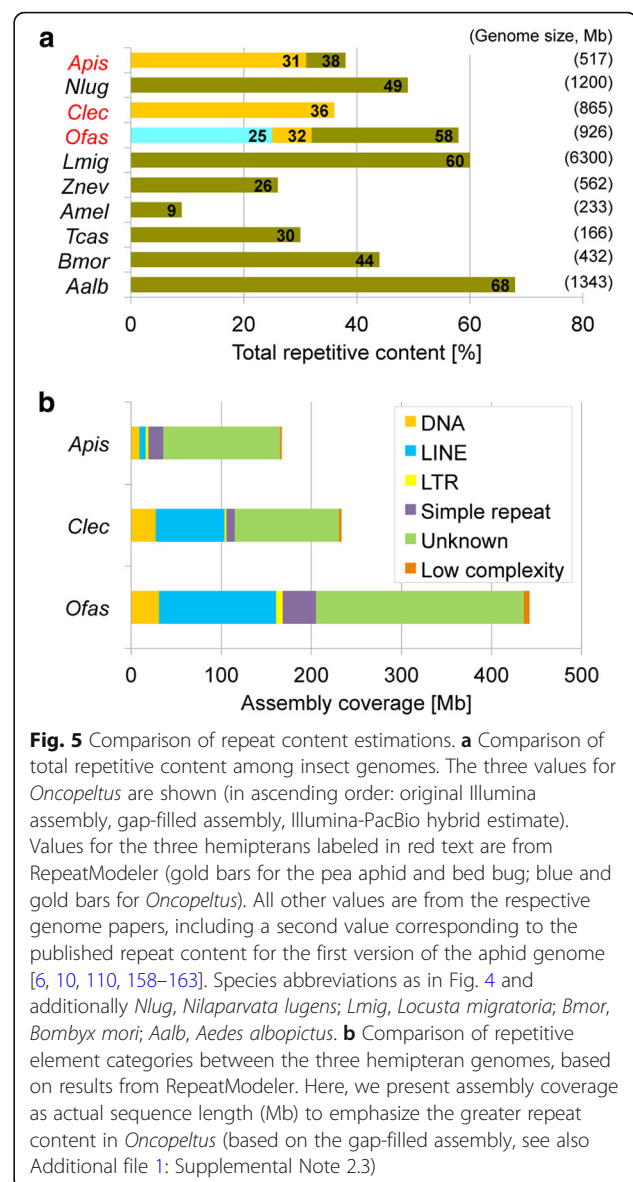 a
(Genome size, Mb)
Apis 31 38 (517)
Nlug 49 (1200)
Clec 36 (865)
Ofas 25 32 58 (926)
Lmig 60 (6300)
Znev 26 (562)
Amel 9 (233)
Tcas 30 (166)
Bmor 44 (432)
Aalb 68 (1343)
0 20 40 60 80
Total repetitive content [%]
b
DNA
LINE
LTR
Simple repeat
Unknown
Low complexity
Apis
Clec
Ofas
0 100 200 300 400 500
Assembly coverage [Mb]
Fig. 5 Comparison of repeat content estimations. a Comparison of
total repetitive content among insect genomes. The three values for
Oncopeltus are shown (in ascending order: original Illumina
assembly, gap-filled assembly, Illumina-PacBio hybrid estimate).
Values for the three hemipterans labeled in red text are from
RepeatModeler (gold bars for the pea aphid and bed bug; blue and
gold bars for Oncopeltus). All other values are from the respective
genome papers, including a second value corresponding to the
published repeat content for the first version of the aphid genome
[6, 10, 110, 158–163]. Species abbreviations as in Fig. 4 and
additionally Nlug, Nilaparvata lugens; Lmig, Locusta migratoria; Bmor,
Bombyx mori; Aalb, Aedes albopictus. b Comparison of repetitive
element categories between the three hemipteran genomes, based
on results from RepeatModeler. Here, we present assembly coverage
as actual sequence length (Mb) to emphasize the greater repeat
content in Oncopeltus (based on the gap-filled assembly, see also
Additional file 1: Supplemental Note 2.3)